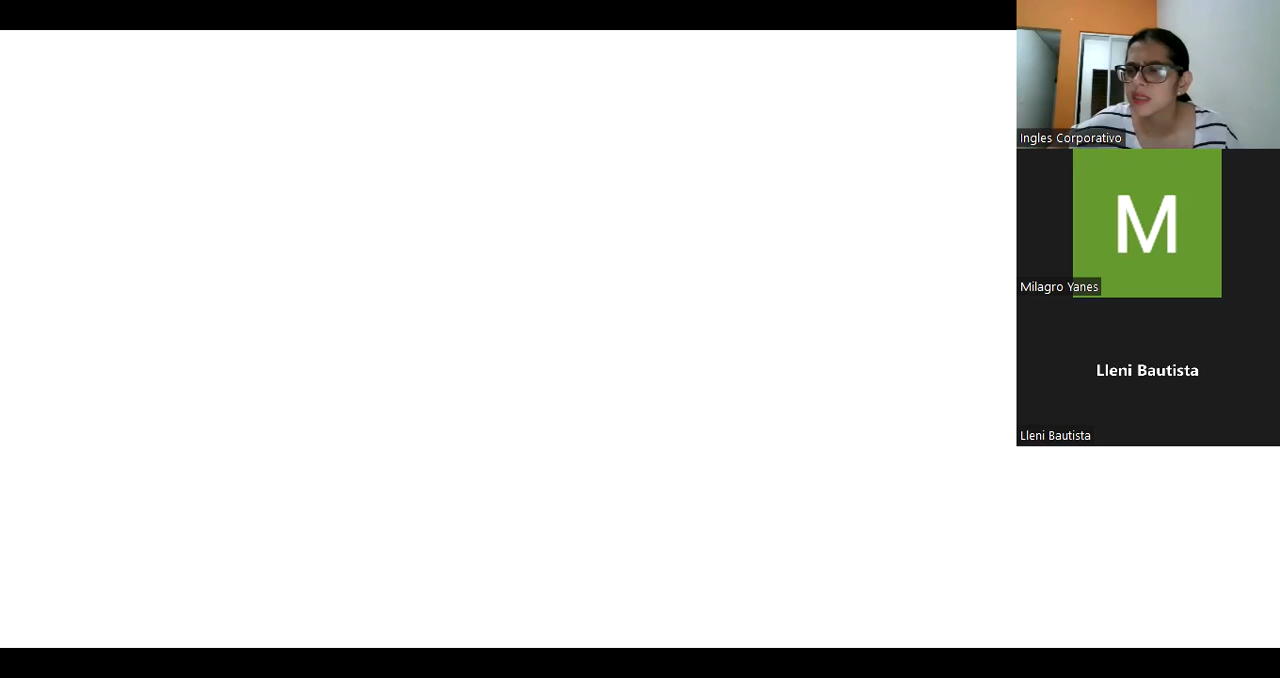 Ingles Corporativo
M
Milagro Yanes
Lleni Bautista
Lleni Bautista